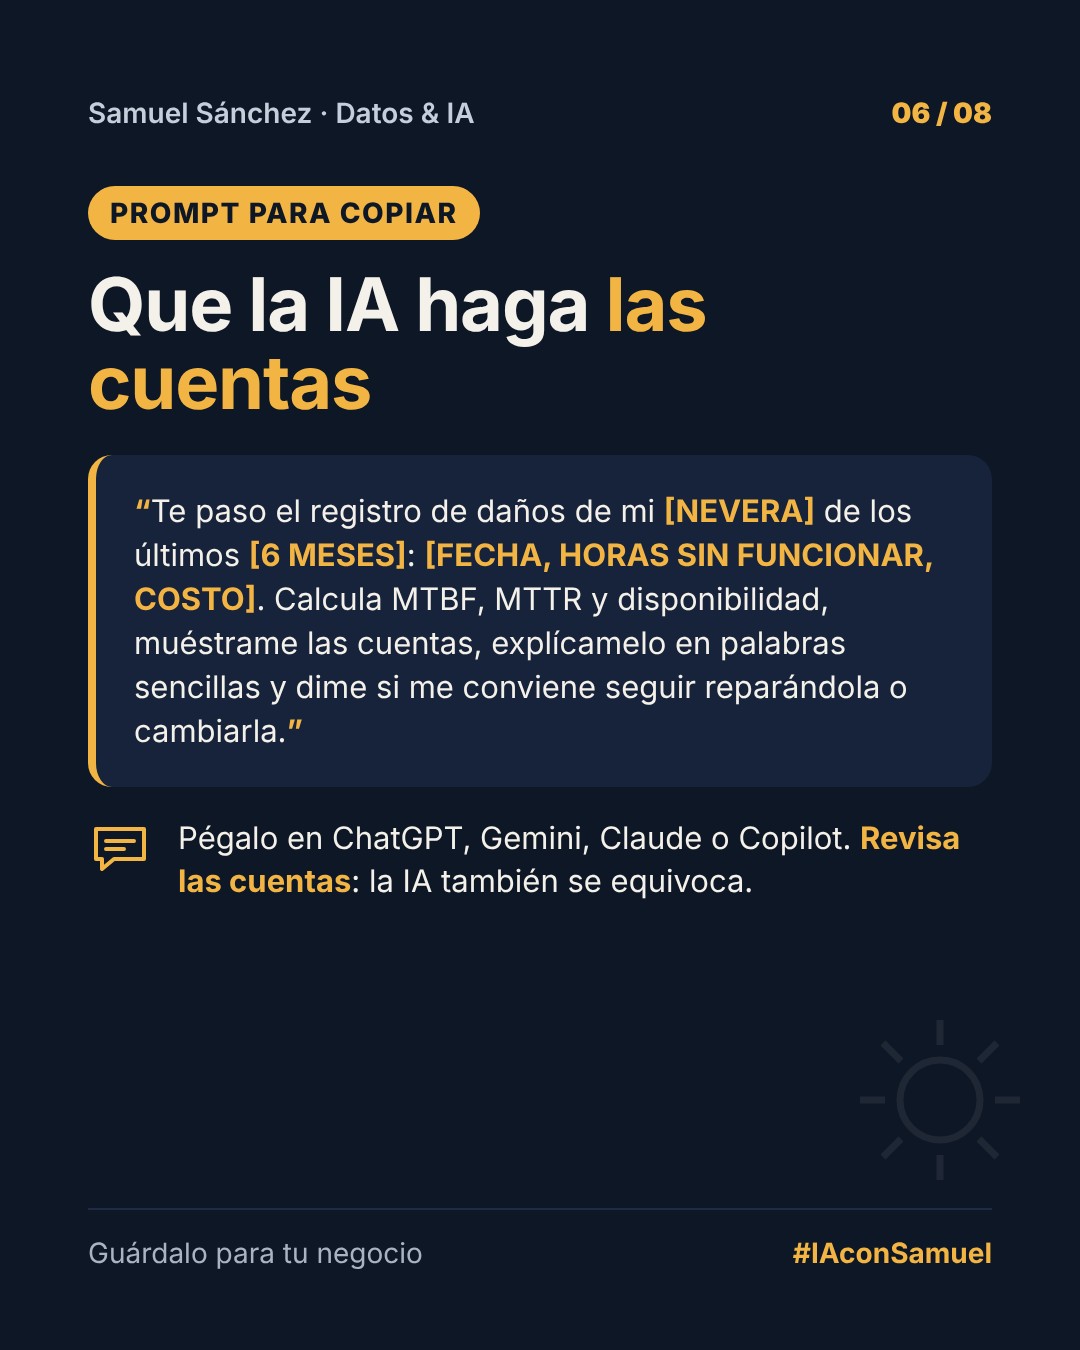 Samuel Sánchez · Datos & IA
06 / 08
PROMPT PARA COPIAR
Que la IA haga las
cuentas
“Te paso el registro de daños de mi [NEVERA] de los
últimos [6 MESES]: [FECHA, HORAS SIN FUNCIONAR,
COSTO]. Calcula MTBF, MTTR y disponibilidad,
muéstrame las cuentas, explícamelo en palabras
sencillas y dime si me conviene seguir reparándola o
cambiarla.”
Pégalo en ChatGPT, Gemini, Claude o Copilot. Revisa
las cuentas: la IA también se equivoca.
Guárdalo para tu negocio
#IAconSamuel